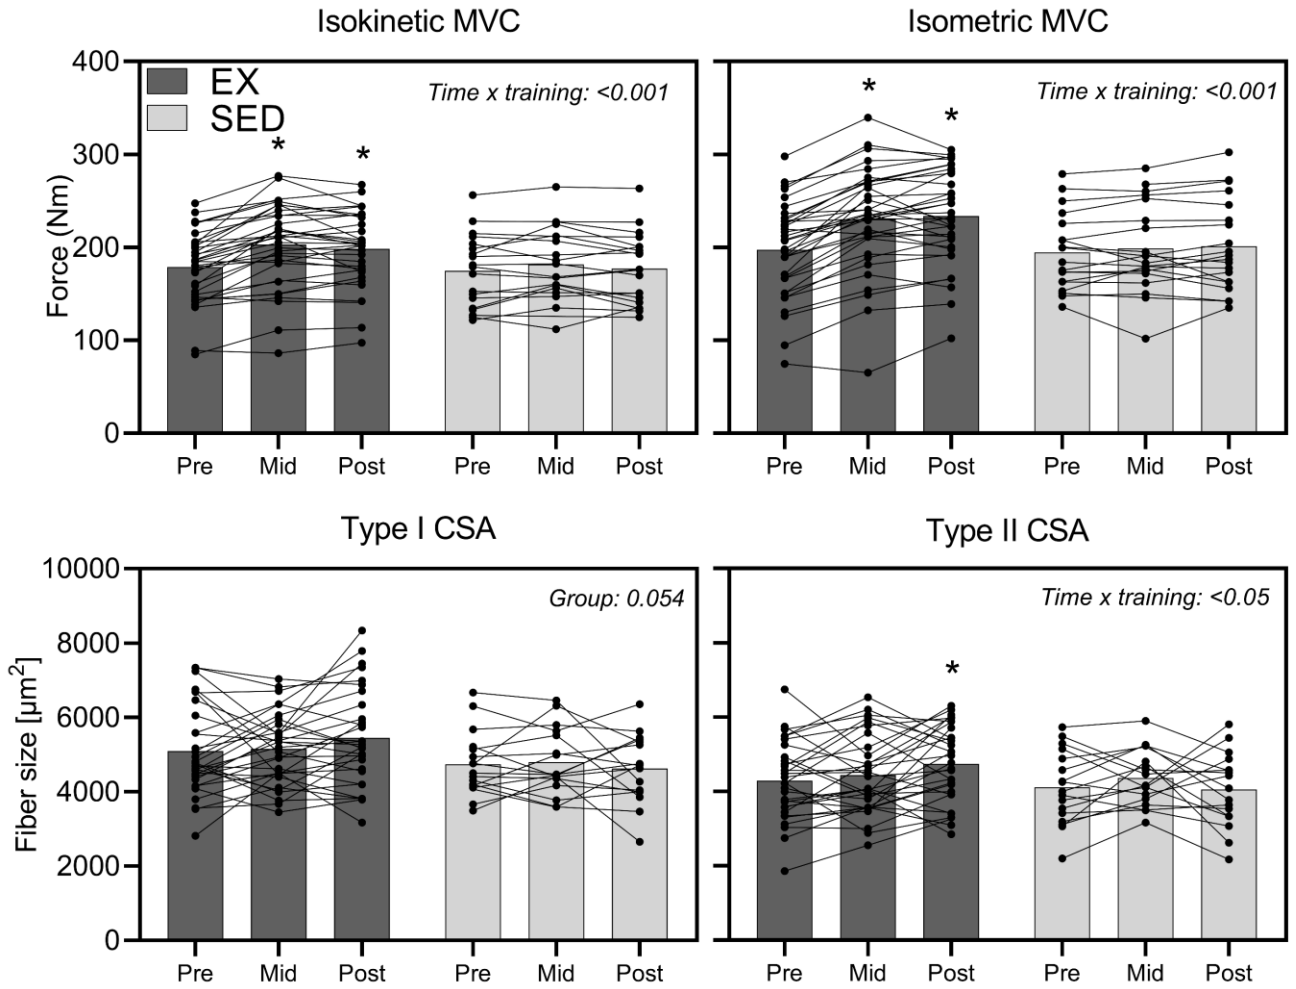 Isokinetic MVC
Isometric MVC
Force (Nm)
400
300
200
100
0
EX
SED
Time x training: <0.001
*
*
Pre Mid Post Pre Mid Post
Time x training: <0.001
*
*
Pre Mid Post Pre Mid Post
Type I CSA
Type II CSA
Fiber size [µm²]
10000
8000
6000
4000
2000
0
Group: 0.054
Pre Mid Post Pre Mid Post
Time x training: <0.05
*
Pre Mid Post Pre Mid Post